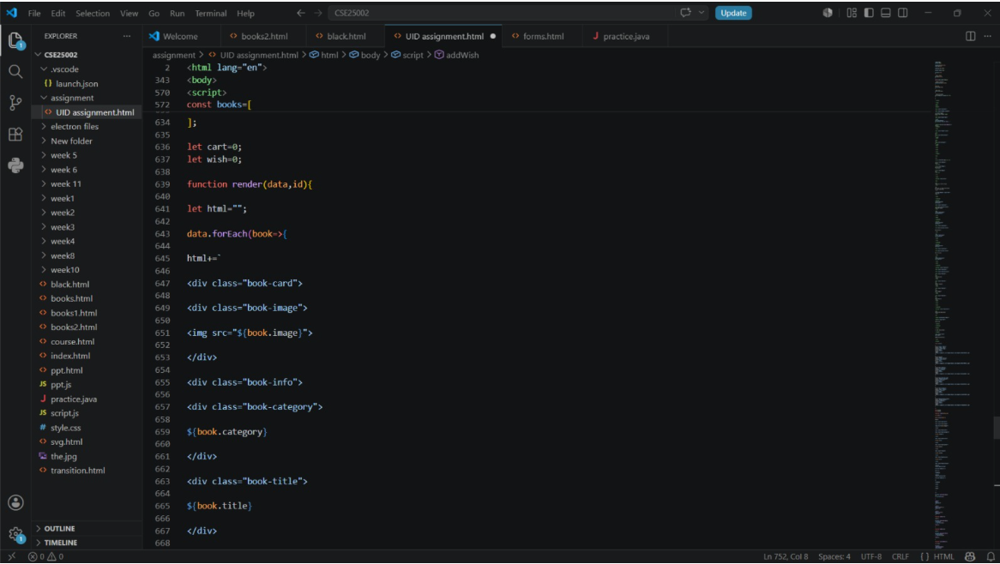 File Edit Selection View Go Run Terminal Help
CSE25002
Update
EXPLORER
CSE25002
.vscode
{} launch.json
assignment
UID assignment.html
electron files
New folder
week 5
week 6
week 11
week1
week2
week3
week4
week8
week10
black.html
books.html
books1.html
books2.html
course.html
index.html
ppt.html
JS ppt.js
J practice.java
JS script.js
# style.css
svg.html
the.jpg
transition.html
OUTLINE
TIMELINE
Welcome
books2.html
black.html
UID assignment.html
forms.html
J practice.java
assignment > UID assignment.html > html > body > script > addWish
2 <html lang="en">
343 <body>
570 <script>
572 const books=[
634 ];
635
636 let cart=0;
637 let wish=0;
638
639 function render(data,id){
640
641 let html="";
642
643 data.forEach(book=>{
644
645 html+=`
646
647 <div class="book-card">
648
649 <div class="book-image">
650
651 <img src="${book.image}">
652
653 </div>
654
655 <div class="book-info">
656
657 <div class="book-category">
658
659 ${book.category}
660
661 </div>
662
663 <div class="book-title">
664
665 ${book.title}
666
667 </div>
668
0 0
Ln 752, Col 8 Spaces: 4 UTF-8 CRLF {} HTML